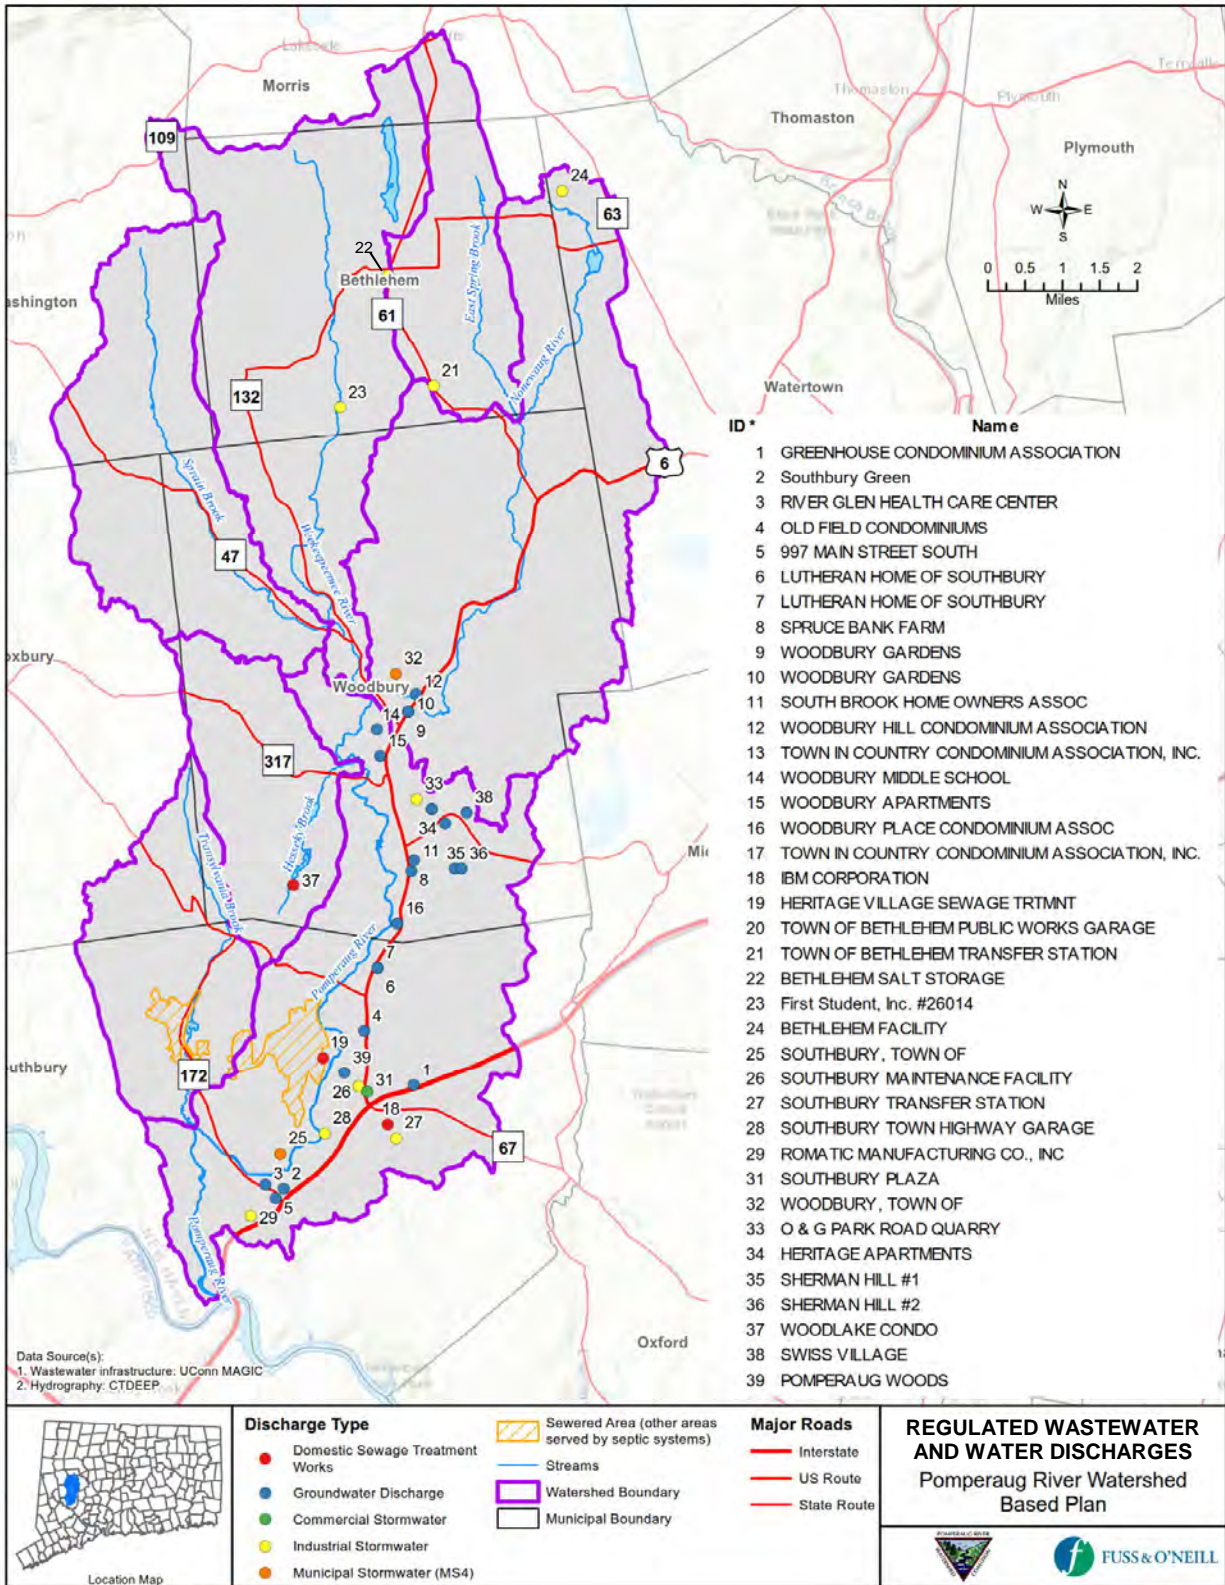 Lakeside
Morris
109
Thomaston
Thomaston
Terryville
Plymouth
Plymouth
24
63
Branch Brook
N
W E
S
0 0.5 1 1.5 2
Miles
22
Bethlehem
East Spring Brook
ashington
61
Nonewaug River
21
132
23
Watertown
6
Sprain Brook
47
Weekeepeemee River
oxbury
32
Woodbury
12
10
14
9
15
317
33
38
34
Hesseky Brook
Transylvania Brook
11
35 36
8
37
16
Pomperaug River
7
6
4
19
39
1
31
26
172
uthbury
18
28
27
25
67
3 2
5
29
Pomperaug River
Oxford
Data Source(s):
1. Wastewater infrastructure: UConn MAGIC
2. Hydrography: CTDEEP
ID * Name
1 GREENHOUSE CONDOMINIUM ASSOCIATION
2 Southbury Green
3 RIVER GLEN HEALTH CARE CENTER
4 OLD FIELD CONDOMINIUMS
5 997 MAIN STREET SOUTH
6 LUTHERAN HOME OF SOUTHBURY
7 LUTHERAN HOME OF SOUTHBURY
8 SPRUCE BANK FARM
9 WOODBURY GARDENS
10 WOODBURY GARDENS
11 SOUTH BROOK HOME OWNERS ASSOC
12 WOODBURY HILL CONDOMINIUM ASSOCIATION
13 TOWN IN COUNTRY CONDOMINIUM ASSOCIATION, INC.
14 WOODBURY MIDDLE SCHOOL
15 WOODBURY APARTMENTS
16 WOODBURY PLACE CONDOMINIUM ASSOC
17 TOWN IN COUNTRY CONDOMINIUM ASSOCIATION, INC.
18 IBM CORPORATION
19 HERITAGE VILLAGE SEWAGE TRTMNT
20 TOWN OF BETHLEHEM PUBLIC WORKS GARAGE
21 TOWN OF BETHLEHEM TRANSFER STATION
22 BETHLEHEM SALT STORAGE
23 First Student, Inc. #26014
24 BETHLEHEM FACILITY
25 SOUTHBURY, TOWN OF
26 SOUTHBURY MAINTENANCE FACILITY
27 SOUTHBURY TRANSFER STATION
28 SOUTHBURY TOWN HIGHWAY GARAGE
29 ROMATIC MANUFACTURING CO., INC
31 SOUTHBURY PLAZA
32 WOODBURY, TOWN OF
33 O & G PARK ROAD QUARRY
34 HERITAGE APARTMENTS
35 SHERMAN HILL #1
36 SHERMAN HILL #2
37 WOODLAKE CONDO
38 SWISS VILLAGE
39 POMPERAUG WOODS
Location Map
Discharge Type
Domestic Sewage Treatment
Works
Groundwater Discharge
Commercial Stormwater
Industrial Stormwater
Municipal Stormwater (MS4)
Sewered Area (other areas
served by septic systems)
Streams
Watershed Boundary
Municipal Boundary
Major Roads
Interstate
US Route
State Route
REGULATED WASTEWATER
AND WATER DISCHARGES
Pomperaug River Watershed
Based Plan
POMPERAUG RIVER
WATERSHED
COALITION
FUSS & O'NEILL